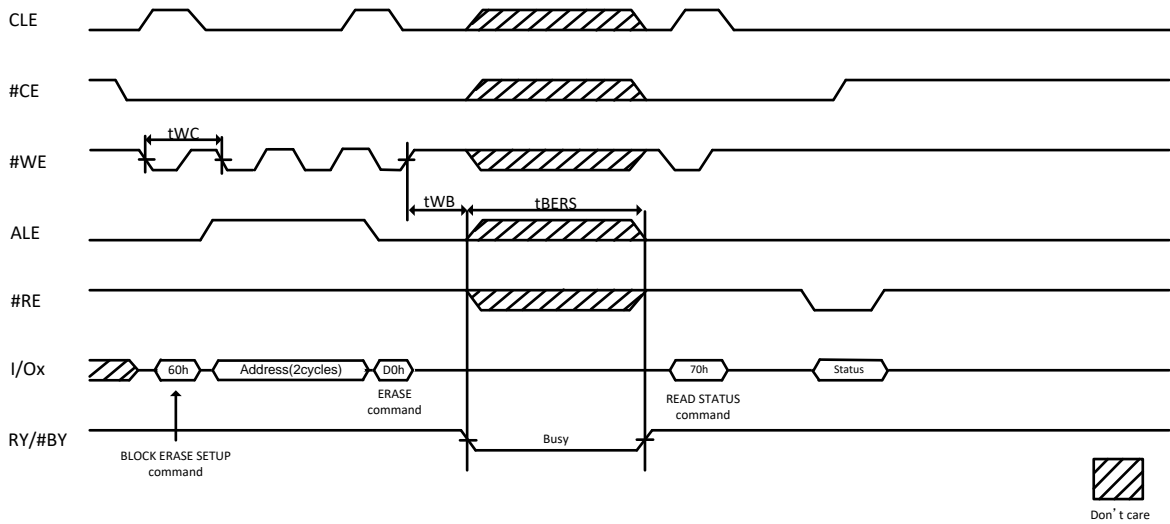 CLE
#CE
tWC
#WE
tWB
tBERS
ALE
#RE
I/Ox
60h
Address(2cycles)
D0h
70h
Status
ERASE
command
READ STATUS
command
RY/#BY
Busy
BLOCK ERASE SETUP
command
Don't care